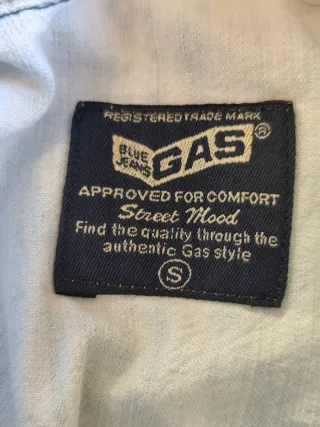 REGISTERED TRADE MARK
BLUE JEANS GAS®
APPROVED FOR COMFORT
Street Mood
Find the quality through the
authentic Gas style
S